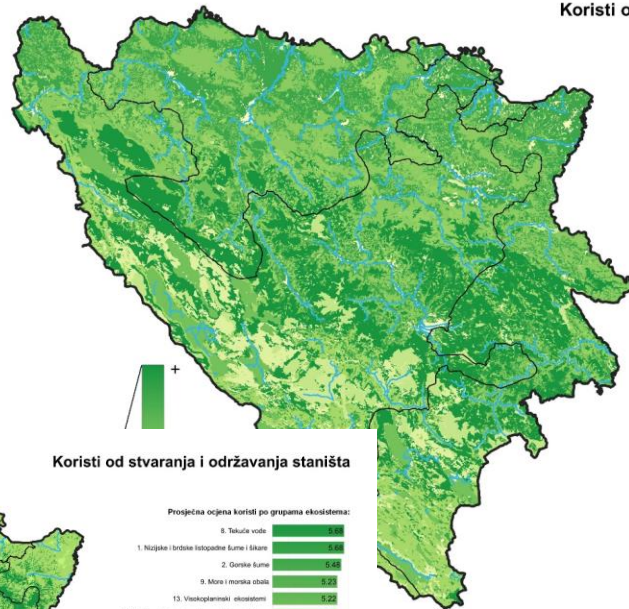 Koristi o
+
Koristi od stvaranja i održavanja staništa
Prosječna ocjena koristi po grupama ekosistema:
8. Tekuće vode 5.68
1. Nizijske i brdske listopadne šume i šikare 5.68
2. Gorske šume 5.48
9. More i morska obala 5.23
13. Visokoplaninski ekosistemi 5.22